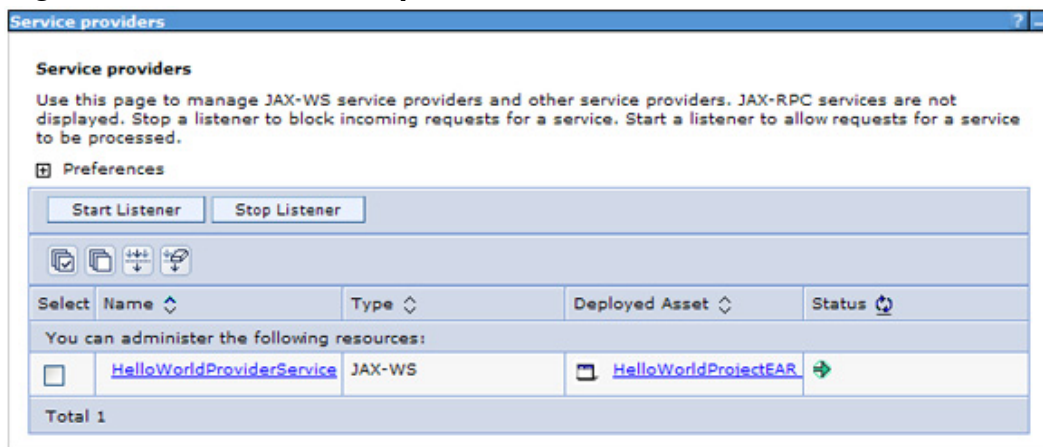 Service providers ? _
Service providers
Use this page to manage JAX-WS service providers and other service providers. JAX-RPC services are not
displayed. Stop a listener to block incoming requests for a service. Start a listener to allow requests for a service
to be processed.
Preferences
Start Listener Stop Listener
Select Name Type Deployed Asset Status
You can administer the following resources:
HelloWorldProviderService JAX-WS HelloWorldProjectEAR
Total 1